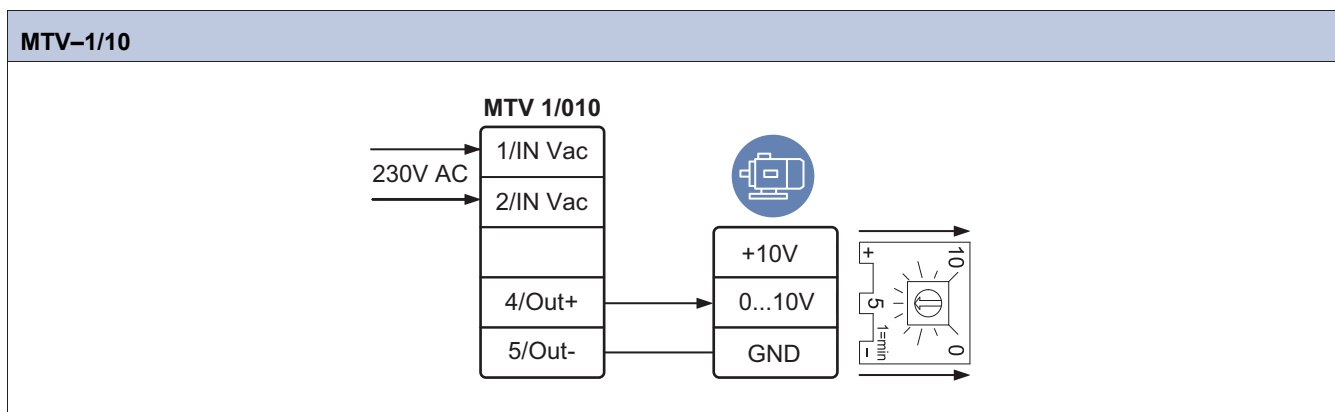 MTV–1/10
MTV 1/010
1/IN Vac
230V AC
2/IN Vac
4/Out+
5/Out-
+10V
0...10V
GND
+
10
5
1=min
-
0